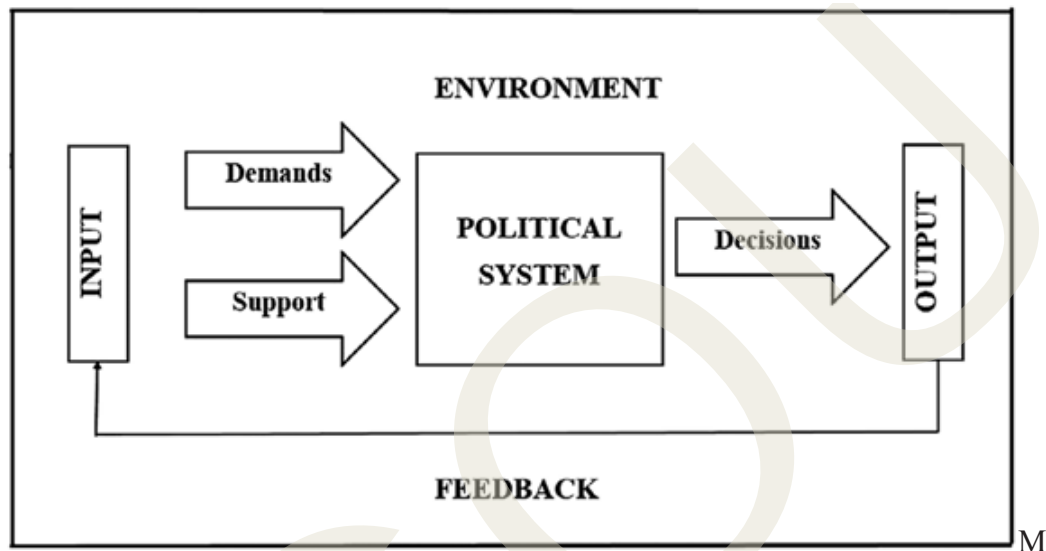 ENVIRONMENT
INPUT
Demands
Support
POLITICAL
SYSTEM
Decisions
OUTPUT
FEEDBACK
M